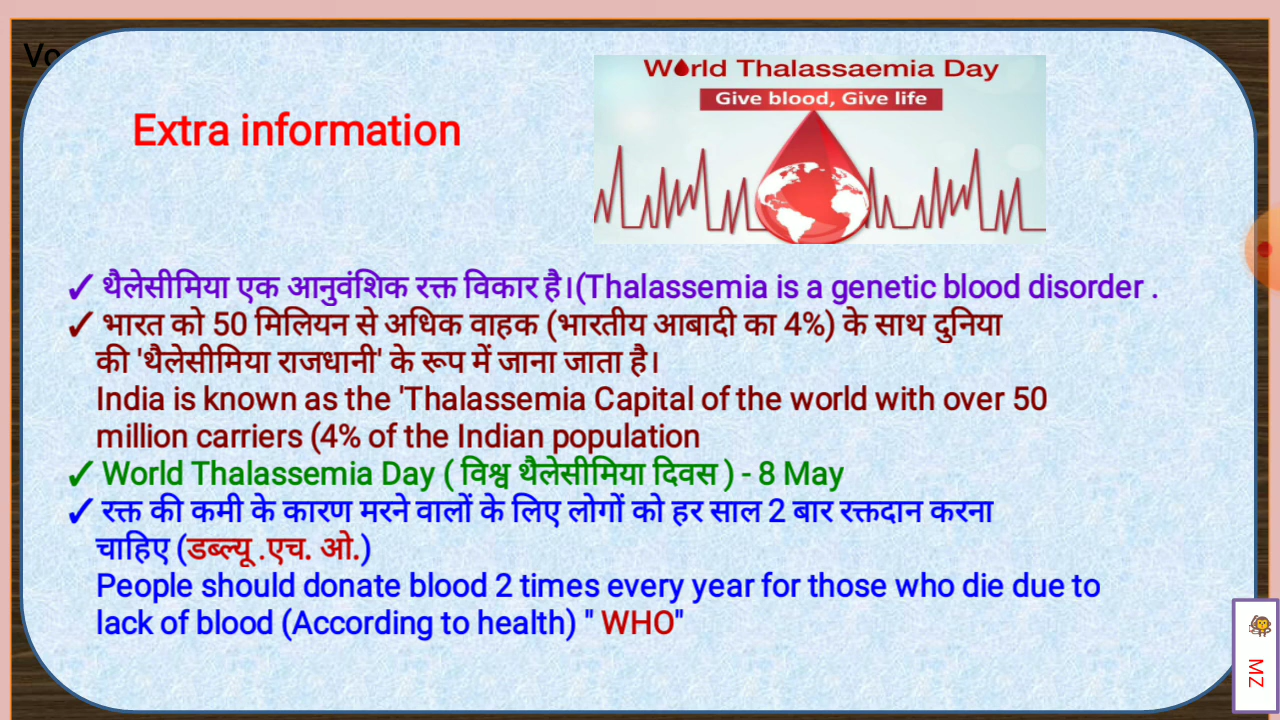 Vo
World Thalassaemia Day
Give blood, Give life
Extra information
✓ थैलेसीमिया एक आनुवंशिक रक्त विकार है।(Thalassemia is a genetic blood disorder .
✓ भारत को 50 मिलियन से अधिक वाहक (भारतीय आबादी का 4%) के साथ दुनिया
की 'थैलेसीमिया राजधानी' के रूप में जाना जाता है।
India is known as the 'Thalassemia Capital of the world with over 50
million carriers (4% of the Indian population
✓ World Thalassemia Day ( विश्व थैलेसीमिया दिवस ) - 8 May
✓ रक्त की कमी के कारण मरने वालों के लिए लोगों को हर साल 2 बार रक्तदान करना
चाहिए (डब्ल्यू .एच. ओ.)
People should donate blood 2 times every year for those who die due to
lack of blood (According to health) " WHO"
MZ